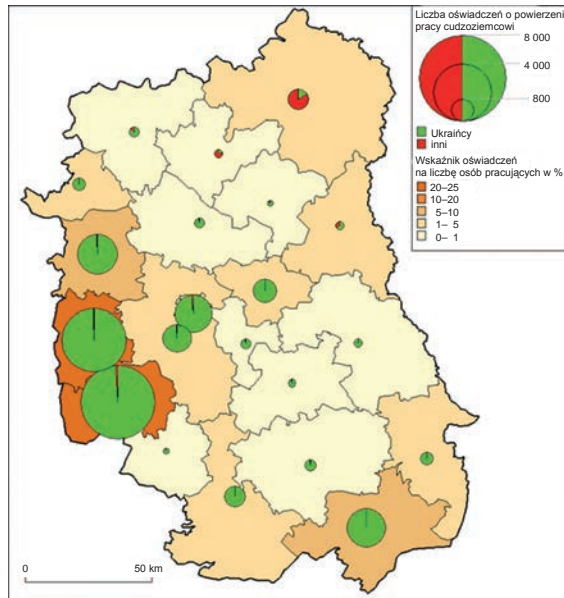 Liczba oświadczeń o powierzeni
pracy cudzoziemcowi
8 000
4 000
800
Ukraińcy
inni
Wskaźnik oświadczeń
na liczbę osób pracujących w %
20–25
10–20
5–10
1– 5
0– 1
0 50 km